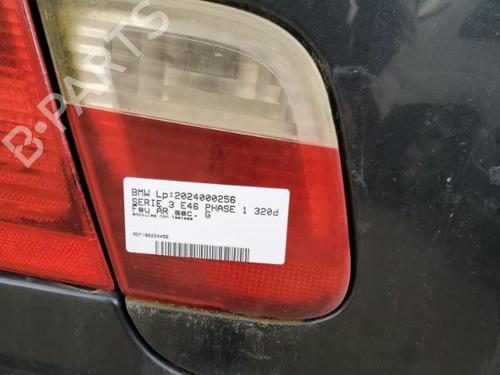 B-PARTS
BMW Lp:2024000256
SERIE 3 E46 PHASE 1 320d
Feu AR sec. G